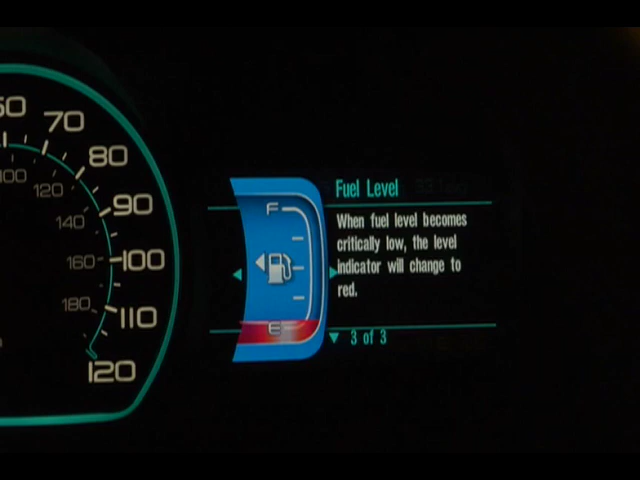 70
80
90
100
110
120
100
120
140
160
180
Fuel Level
F
When fuel level becomes
critically low, the level
indicator will change to
red.
E
3 of 3